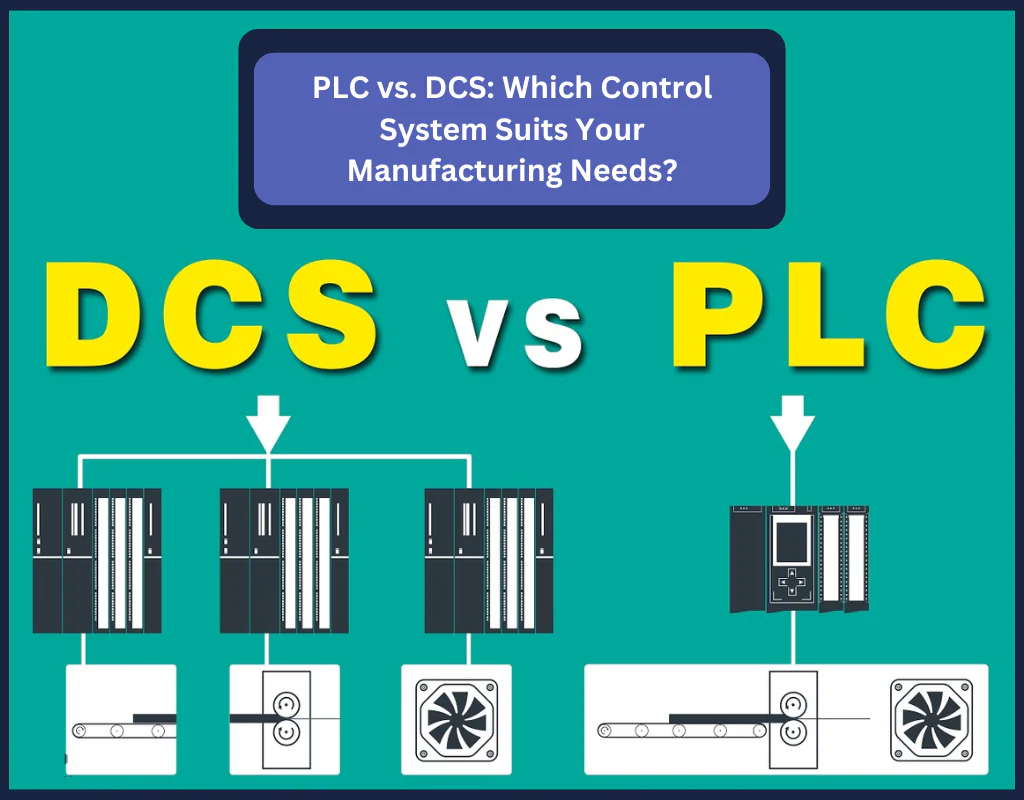 PLC vs. DCS: Which Control
System Suits Your
Manufacturing Needs?
DCS vs PLC